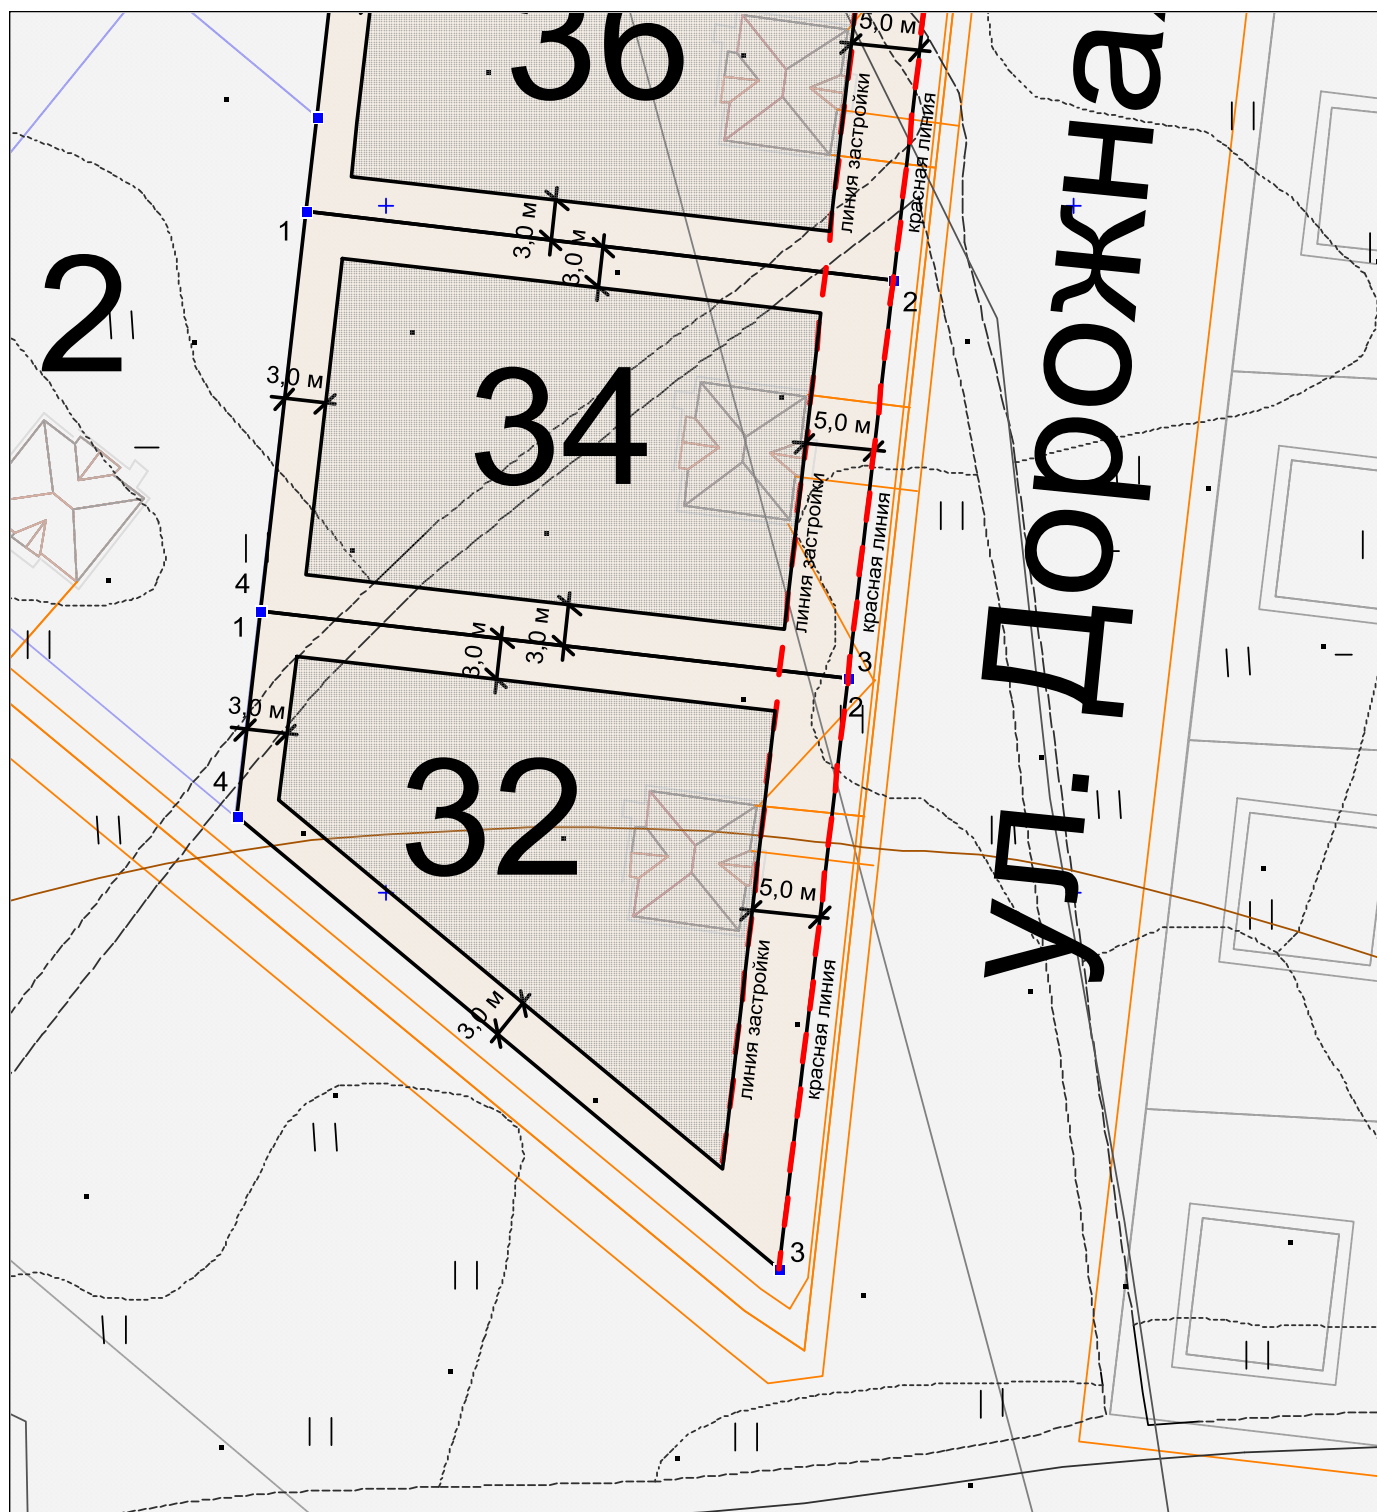 36
5,0 м
линия застройки
красная линия
3,0 м
3,0 м
1
2
2
34
3,0 м
5,0 м
линия застройки
красная линия
4
1
3,0 м
3,0 м
3
2
32
3,0 м
4
5,0 м
линия застройки
красная линия
3,0 м
3
ул. Дорожна